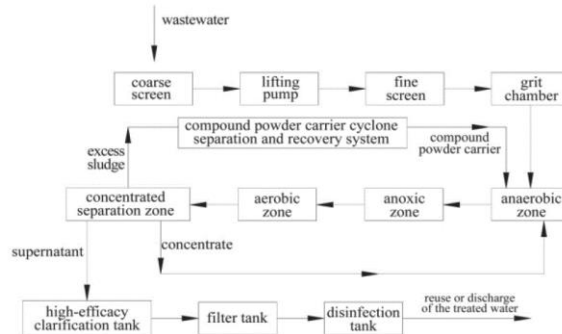 wastewater
coarse
screen
lifting
pump
fine
screen
grit
chamber
compound powder carrier cyclone
separation and recovery system
compound
powder carrier
excess
sludge
concentrated
separation zone
aerobic
zone
anoxic
zone
anaerobic
zone
supernatant
concentrate
high-efficacy
clarification tank
filter tank
disinfection
tank
reuse or discharge
of the treated water